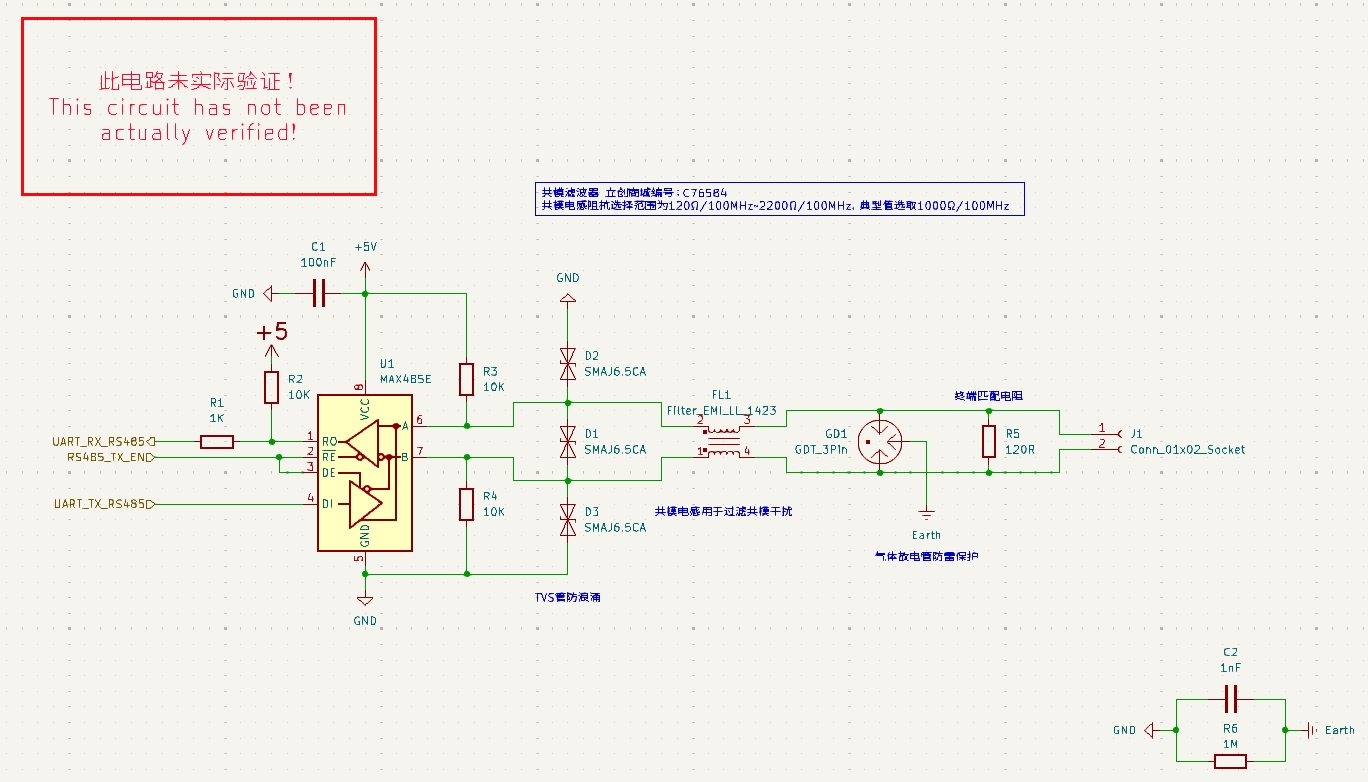 此电路未实际验证！
This circuit has not been
actually verified!
共模滤波器 立创商城编号：C76584
共模电感阻抗选择范围为120Ω/100MHz~2200Ω/100MHz，典型值选取1000Ω/100MHz
C1
100nF
+5V
GND
GND
+5
R2
10K
U1
MAX485E
R3
10K
D2
SMAJ6.5CA
FL1
Filter_EMI_LL_1423
终端匹配电阻
R1
1K
8
VCC
A
6
2
3
UART_RX_RS485
1
RO
RS485_TX_EN
2
RE
B
7
3
DE
D1
SMAJ6.5CA
1
4
GD1
GDT_3Pin
R5
120R
1
2
J1
Conn_01x02_Socket
UART_TX_RS485
4
DI
R4
10K
D3
SMAJ6.5CA
共模电感用于过滤共模干扰
GND
5
Earth
气体放电管防雷保护
TVS管防浪涌
GND
C2
1nF
GND
R6
1M
Earth